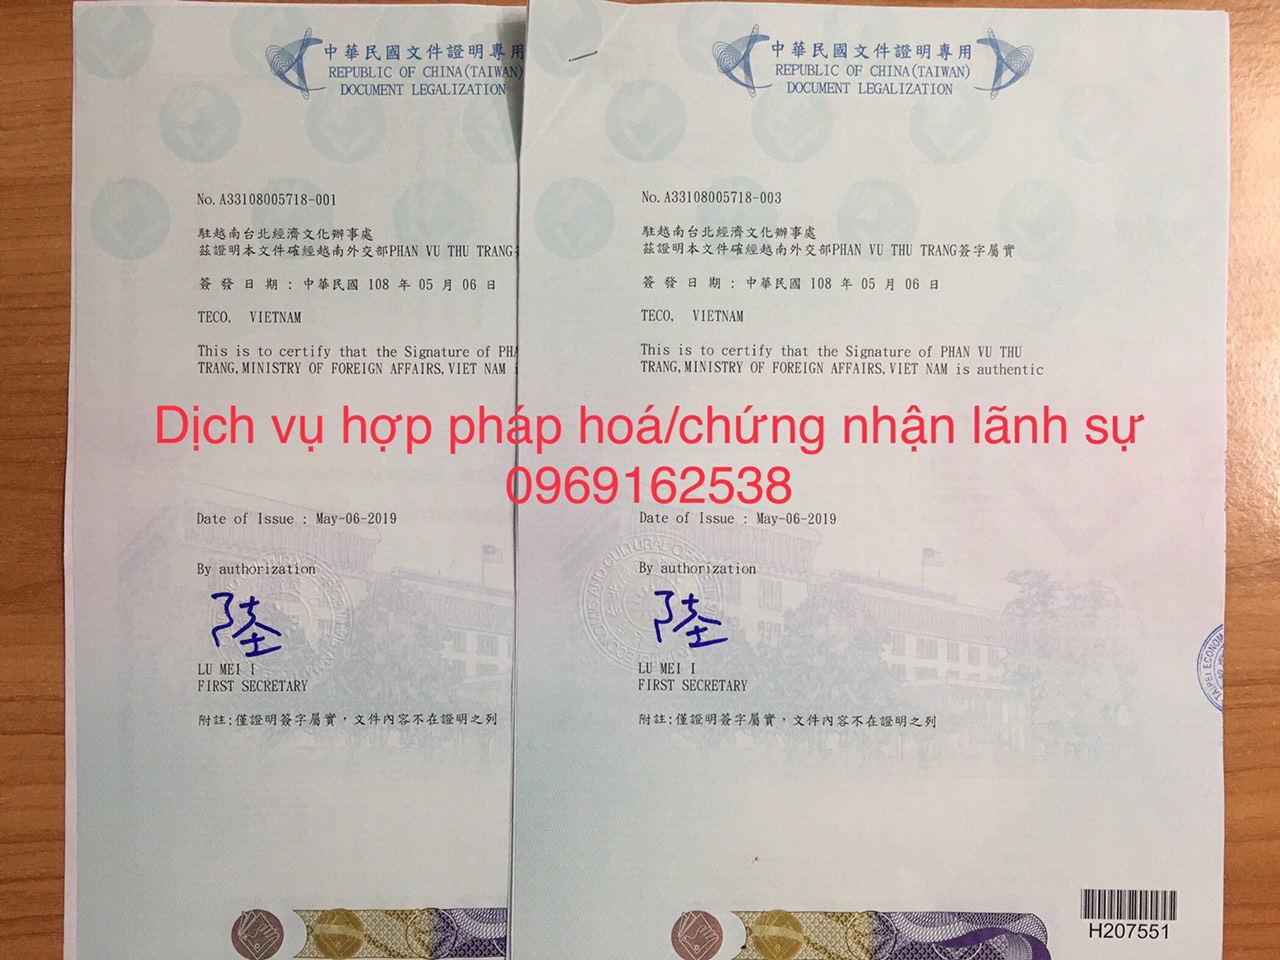 中華民國文件證明專用
REPUBLIC OF CHINA(TAIWAN)
DOCUMENT LEGALIZATION
No. A33108005718-001
駐越南台北經濟文化辦事處
茲證明本文件確經越南外交部PHAN VU THU TRANG
簽 發 日 期 : 中華民國 108 年 05 月 06 日
TECO, VIETNAM
This is to certify that the Signature of
TRANG,MINISTRY OF FOREIGN AFFAIRS,VIET NAM
Date of Issue : May-06-2019
By authorization
陸
LU MEI I
FIRST SECRETARY
附註:僅證明簽字屬實，文件內容不在證明之列
中華民國文件證明專用
REPUBLIC OF CHINA(TAIWAN)
DOCUMENT LEGALIZATION
No. A33108005718-003
駐越南台北經濟文化辦事處
茲證明本文件確經越南外交部PHAN VU THU TRANG簽字屬實
簽 發 日 期 : 中華民國 108 年 05 月 06 日
TECO, VIETNAM
This is to certify that the Signature of PHAN VU THU
TRANG,MINISTRY OF FOREIGN AFFAIRS,VIET NAM is authentic
Dịch vụ hợp pháp hoá/chứng nhận lãnh sự
0969162538
Date of Issue : May-06-2019
By authorization
陸
LU MEI I
FIRST SECRETARY
附註:僅證明簽字屬實，文件內容不在證明之列
TAIPEI ECONOM
H207551